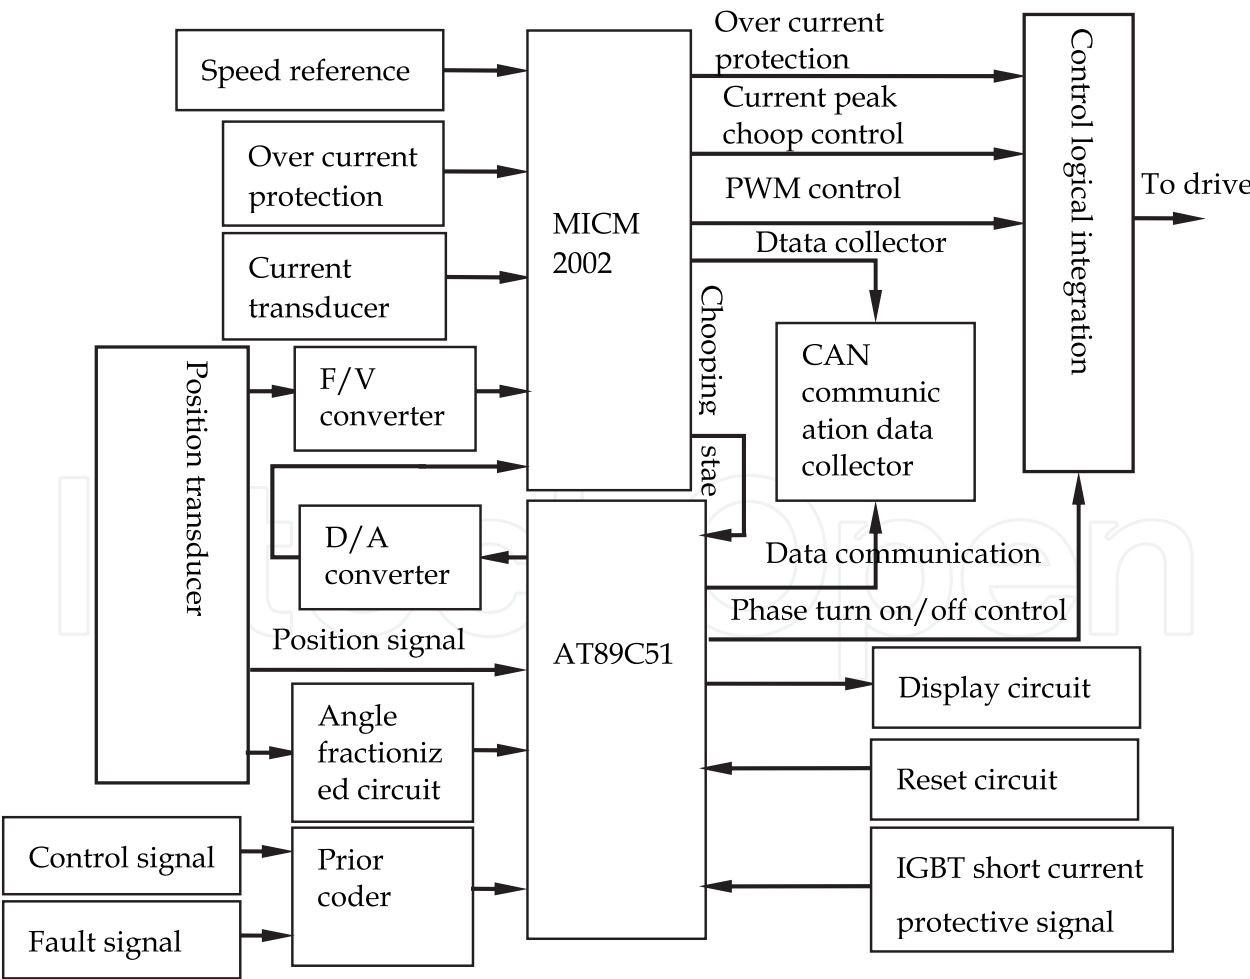 Speed reference
Over current
protection
Current
transducer
Position transducer
F/V
converter
D/A
converter
Position signal
Angle
fractioniz
ed circuit
Control signal
Fault signal
Prior
coder
MICM
2002
AT89C51
Over current
protection
Current peak
choop control
PWM control
Dtata collector
Chooping
stae
CAN
communic
ation data
collector
Data communication
Phase turn on/off control
Control logical integration
To drive
Display circuit
Reset circuit
IGBT short current
protective signal